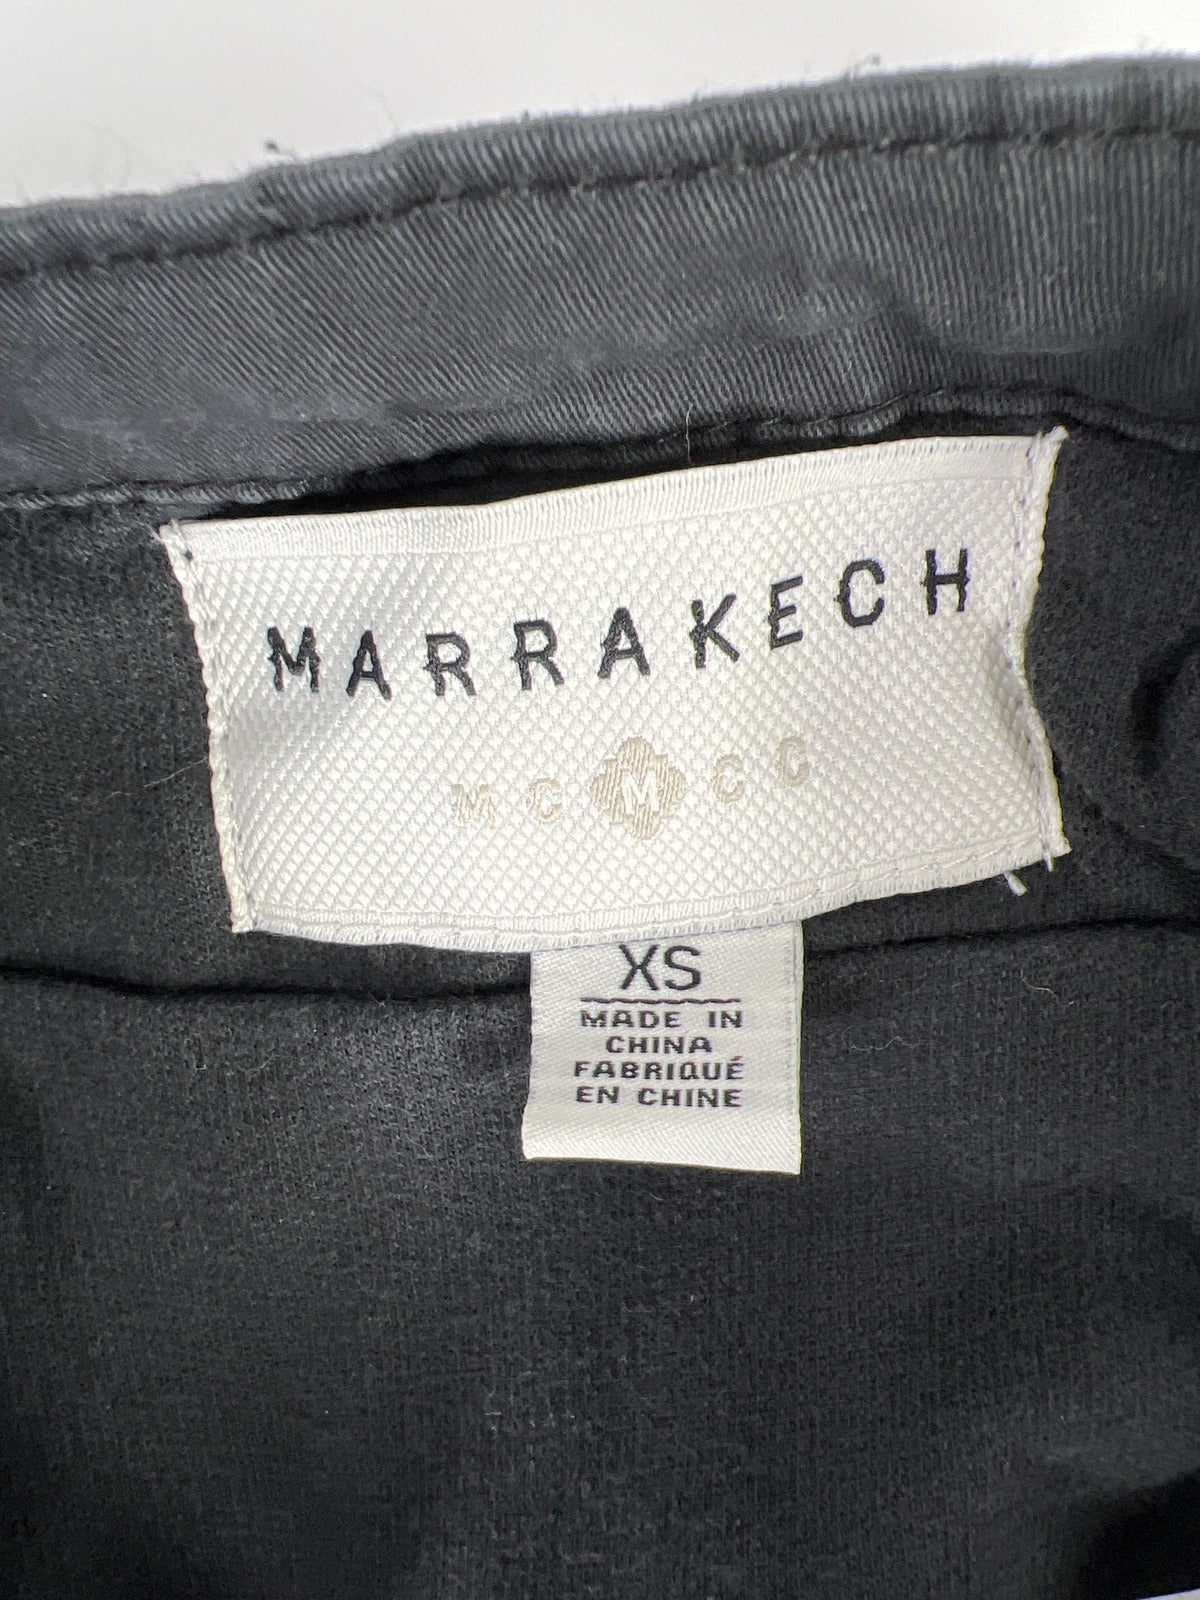 MARRAKECH
MC M CC
XS
MADE IN
CHINA
FABRIQUÉ
EN CHINE